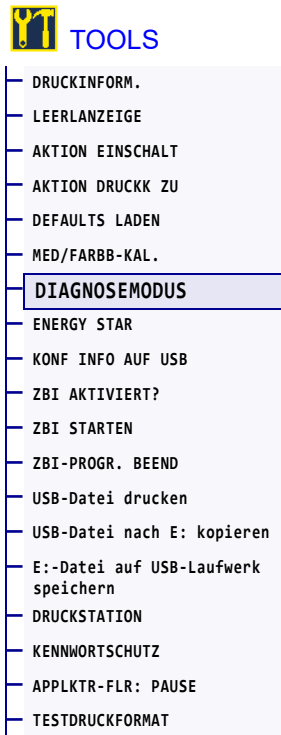 TOOLS
DRUCKINFORM.
LEERLANZEIGE
AKTION EINSCHALT
AKTION DRUCKK ZU
DEFAULTS LADEN
MED/FARBB-KAL.
DIAGNOSEMODUS
ENERGY STAR
KONF INFO AUF USB
ZBI AKTIVIERT?
ZBI STARTEN
ZBI-PROGR. BEEND
USB-Datei drucken
USB-Datei nach E: kopieren
E:-Datei auf USB-Laufwerk
speichern
DRUCKSTATION
KENNWORTSCHUTZ
APPLKTR-FLR: PAUSE
TESTDRUCKFORMAT